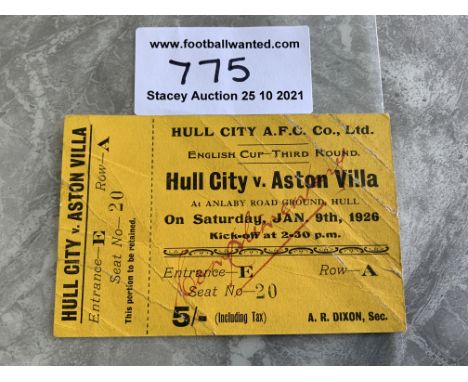 www.footballwanted.com
775
Stacey Auction 25 10 2021
HULL CITY v. ASTON VILLA
Entrance-E Row-A
Seat No-20
This portion to be retained.
HULL CITY A.F.C. Co., Ltd.
ENGLISH CUP-THIRD ROUND.
Hull City v. Aston Villa
At ANLABY ROAD GROUND, HULL
On Saturday, JAN. 9th, 1926
Kick-off at 2-30 p.m.
Complimentary
Entrance-E Row-A
Seat No-20
5/- (Including Tax) A. R. DIXON, Sec.